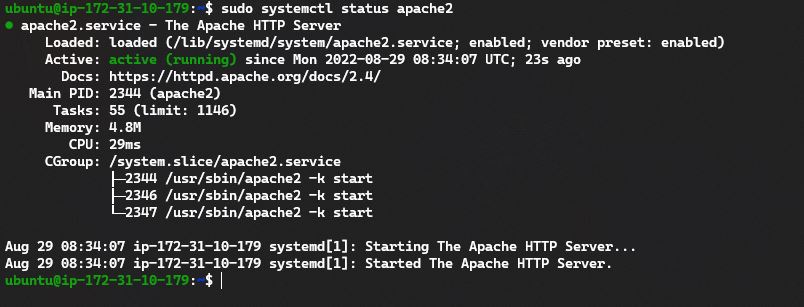 ubuntu@ip-172-31-10-179:~$ sudo systemctl status apache2
● apache2.service - The Apache HTTP Server
     Loaded: loaded (/lib/systemd/system/apache2.service; enabled; vendor preset: enabled)
     Active: active (running) since Mon 2022-08-29 08:34:07 UTC; 23s ago
       Docs: https://httpd.apache.org/docs/2.4/
   Main PID: 2344 (apache2)
      Tasks: 55 (limit: 1146)
     Memory: 4.8M
        CPU: 29ms
     CGroup: /system.slice/apache2.service
             ├─2344 /usr/sbin/apache2 -k start
             ├─2346 /usr/sbin/apache2 -k start
             └─2347 /usr/sbin/apache2 -k start

Aug 29 08:34:07 ip-172-31-10-179 systemd[1]: Starting The Apache HTTP Server...
Aug 29 08:34:07 ip-172-31-10-179 systemd[1]: Started The Apache HTTP Server.
ubuntu@ip-172-31-10-179:~$